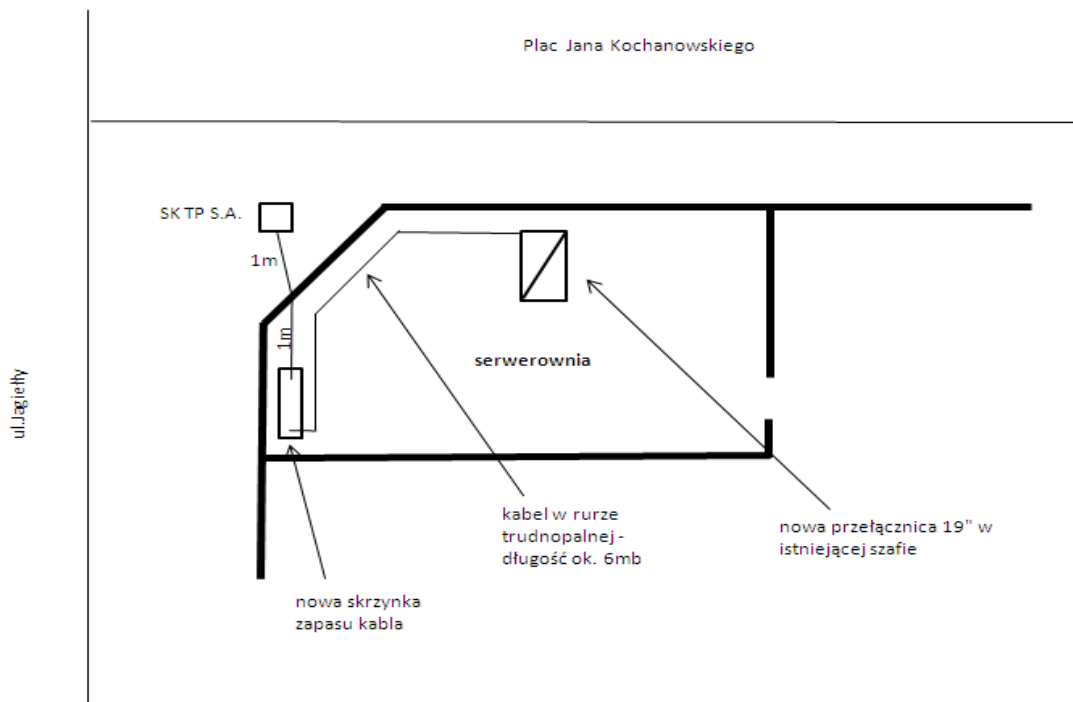 Plac Jana Kochanowskiego
SK TP S.A.
1m
1m
serwerownia
ul.Jagiełły
kabel w rurze
trudnopalnej -
długość ok. 6mb
nowa przełącznica 19" w
istniejącej szafie
nowa skrzynka
zapasu kabla